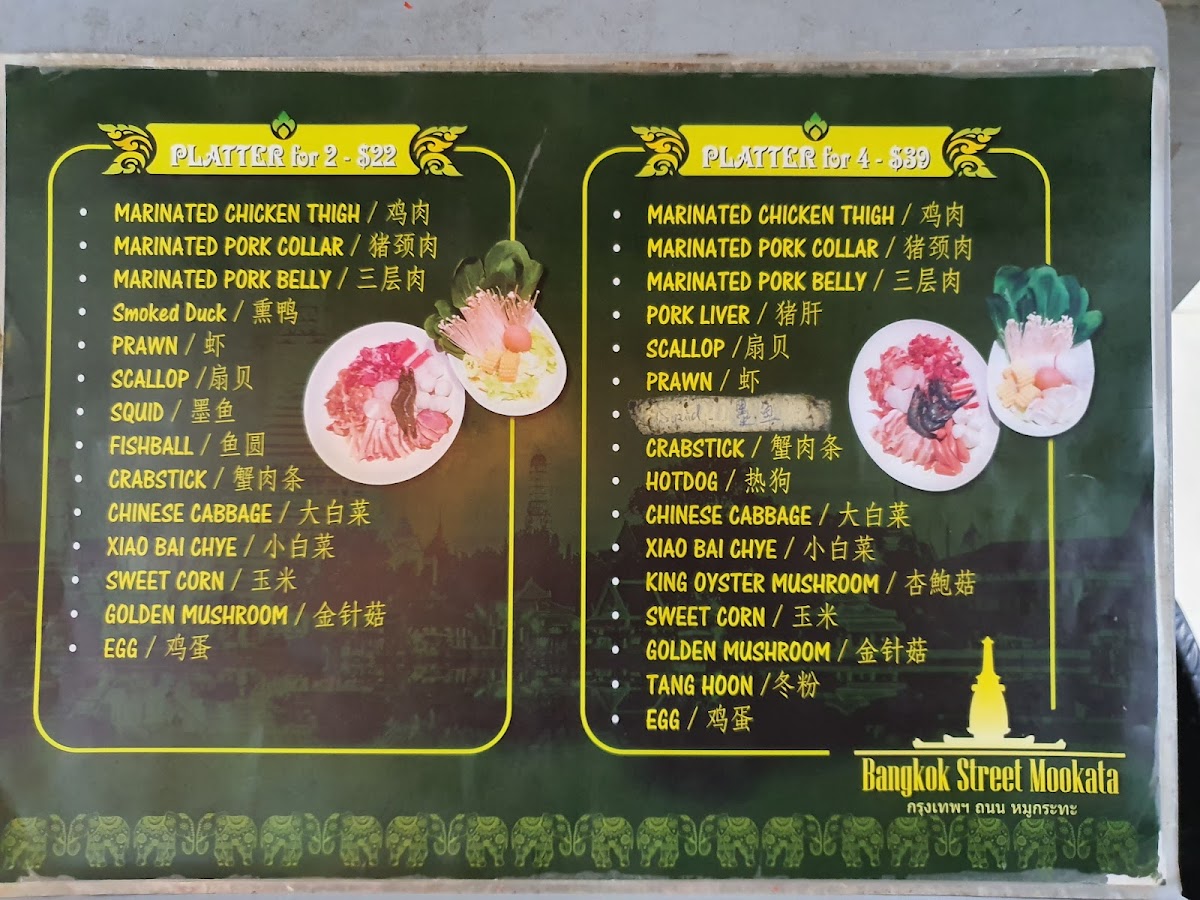 PLATTER for 2 - $22
MARINATED CHICKEN THIGH / 鸡肉
MARINATED PORK COLLAR / 猪颈肉
MARINATED PORK BELLY / 三层肉
Smoked Duck / 熏鸭
PRAWN / 虾
SCALLOP /扇贝
SQUID / 墨鱼
FISHBALL / 鱼圆
CRABSTICK / 蟹肉条
CHINESE CABBAGE / 大白菜
XIAO BAI CHYE / 小白菜
SWEET CORN / 玉米
GOLDEN MUSHROOM / 金针菇
EGG / 鸡蛋
PLATTER for 4 - $39
MARINATED CHICKEN THIGH / 鸡肉
MARINATED PORK COLLAR / 猪颈肉
MARINATED PORK BELLY / 三层肉
PORK LIVER / 猪肝
SCALLOP /扇贝
PRAWN / 虾
墨鱼
CRABSTICK / 蟹肉条
HOTDOG / 热狗
CHINESE CABBAGE / 大白菜
XIAO BAI CHYE / 小白菜
KING OYSTER MUSHROOM / 杏鲍菇
SWEET CORN / 玉米
GOLDEN MUSHROOM / 金针菇
TANG HOON /冬粉
EGG / 鸡蛋
Bangkok Street Mookata
กรุงเทพฯ ถนน หมูกระทะ